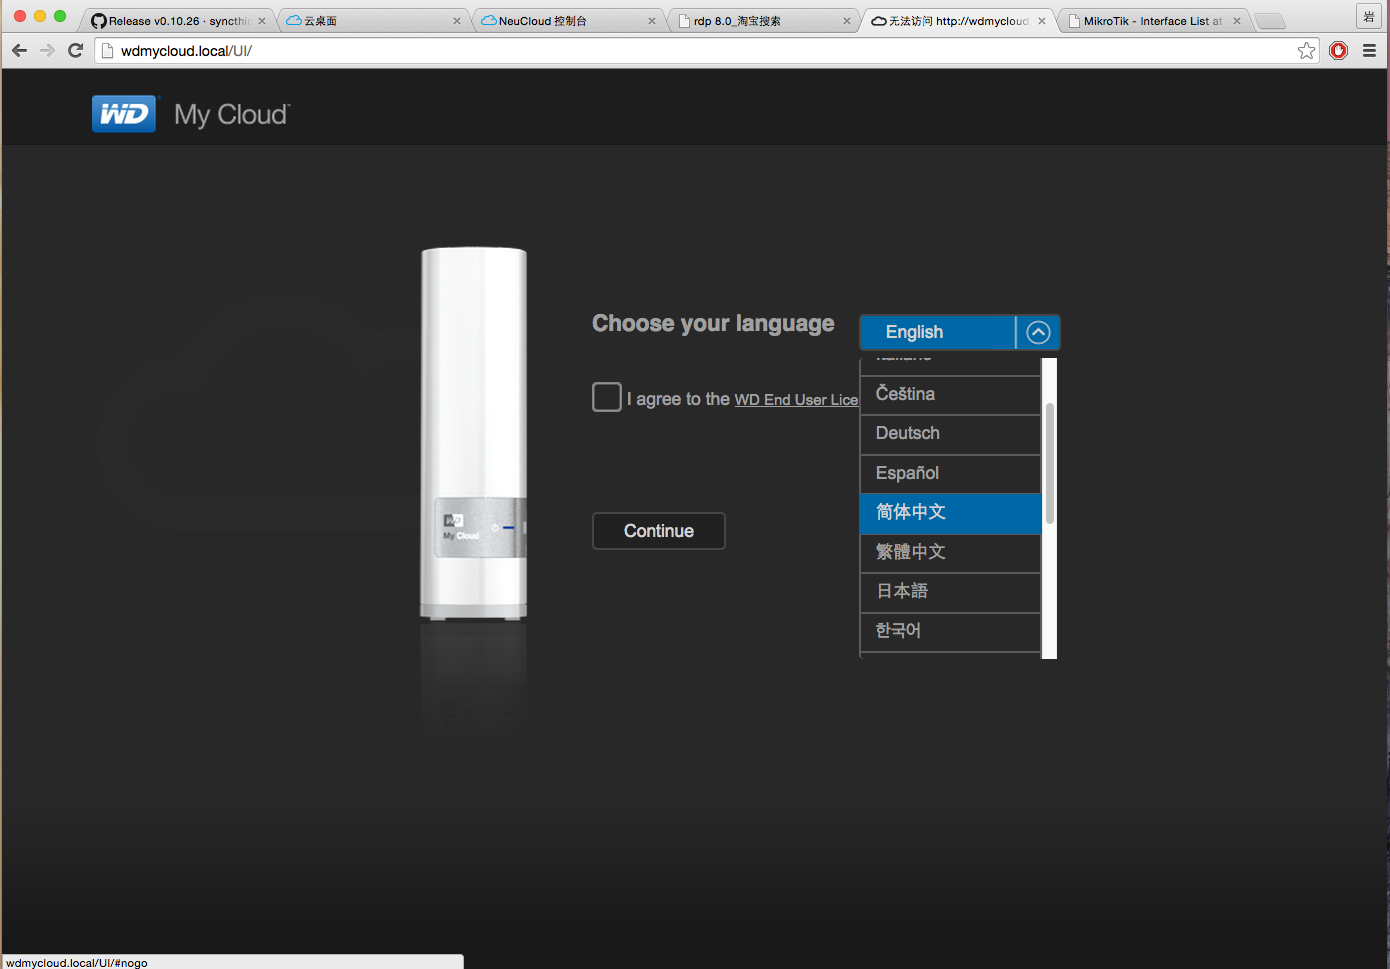 Release v0.10.26 · syncthin
云桌面
NeuCloud 控制台
rdp 8.0_淘宝搜索
无法访问 http://wdmycloud.
MikroTik - Interface List at
岩
wdmycloud.local/UI/
WD My Cloud™
Choose your language
English
Italiano
Čeština
I agree to the WD End User Lice
Deutsch
Español
简体中文
Continue
繁體中文
日本語
한국어
WD
My Cloud
wdmycloud.local/UI/#nogo